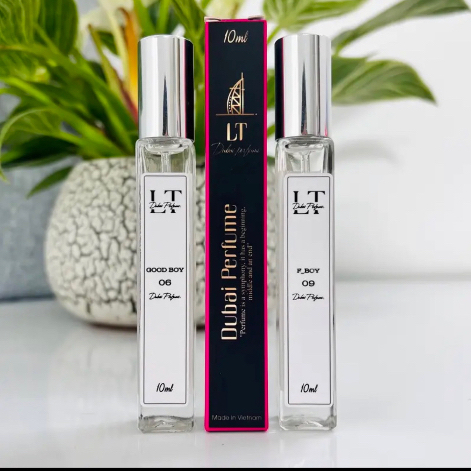 LT
Dubai Perfume
GOOD BOY
06
Dubai Perfume
10ml
10ml
LT
Dubai Perfume
Dubai Perfume
"Perfume is a symphony, it has a beginning,
middle and an end"
Made in Vietnam
LT
Dubai Perfume
F_BOY
09
Dubai Perfume
10ml